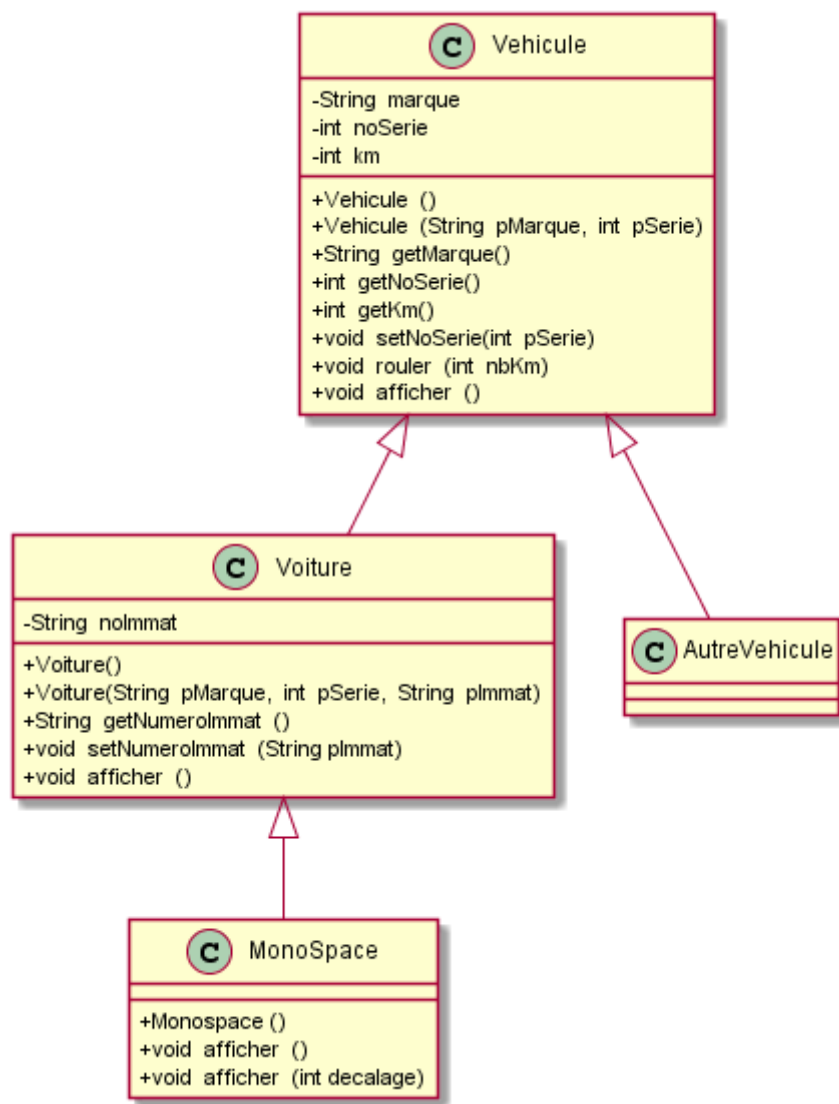 C Vehicule
-String marque
-int noSerie
-int km
+Vehicule ()
+Vehicule (String pMarque, int pSerie)
+String getMarque()
+int getNoSerie()
+int getKm()
+void setNoSerie(int pSerie)
+void rouler (int nbKm)
+void afficher ()
C Voiture
-String noImmat
+Voiture()
+Voiture(String pMarque, int pSerie, String pImmat)
+String getNumeroImmat ()
+void setNumeroImmat (String pImmat)
+void afficher ()
C AutreVehicule
C MonoSpace
+Monospace ()
+void afficher ()
+void afficher (int decalage)